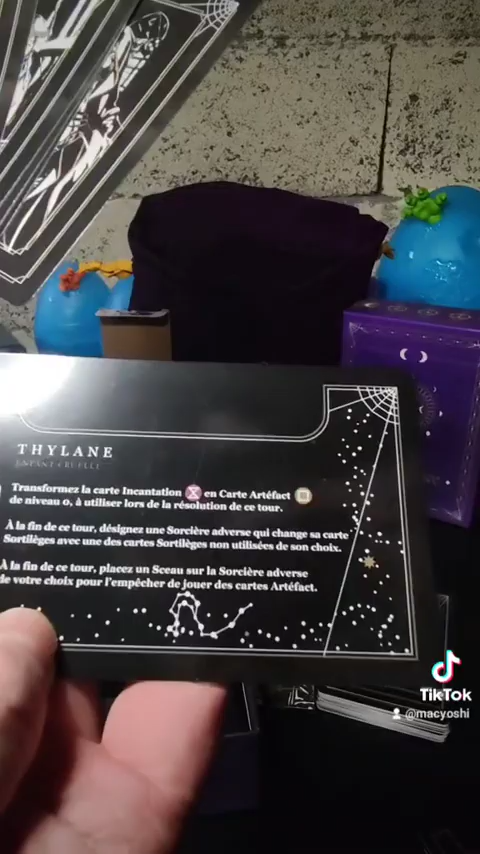 THYLANE
ENFANT CRUELLE
Transformez la carte Incantation en Carte Artéfact
de niveau 0, à utiliser lors de la résolution de ce tour.
À la fin de ce tour, désignez une Sorcière adverse qui change sa carte
Sortilèges avec une des cartes Sortilèges non utilisées de son choix.
À la fin de ce tour, placez un Sceau sur la Sorcière adverse
de votre choix pour l'empêcher de jouer des cartes Artéfact.
TikTok
@macyoshi